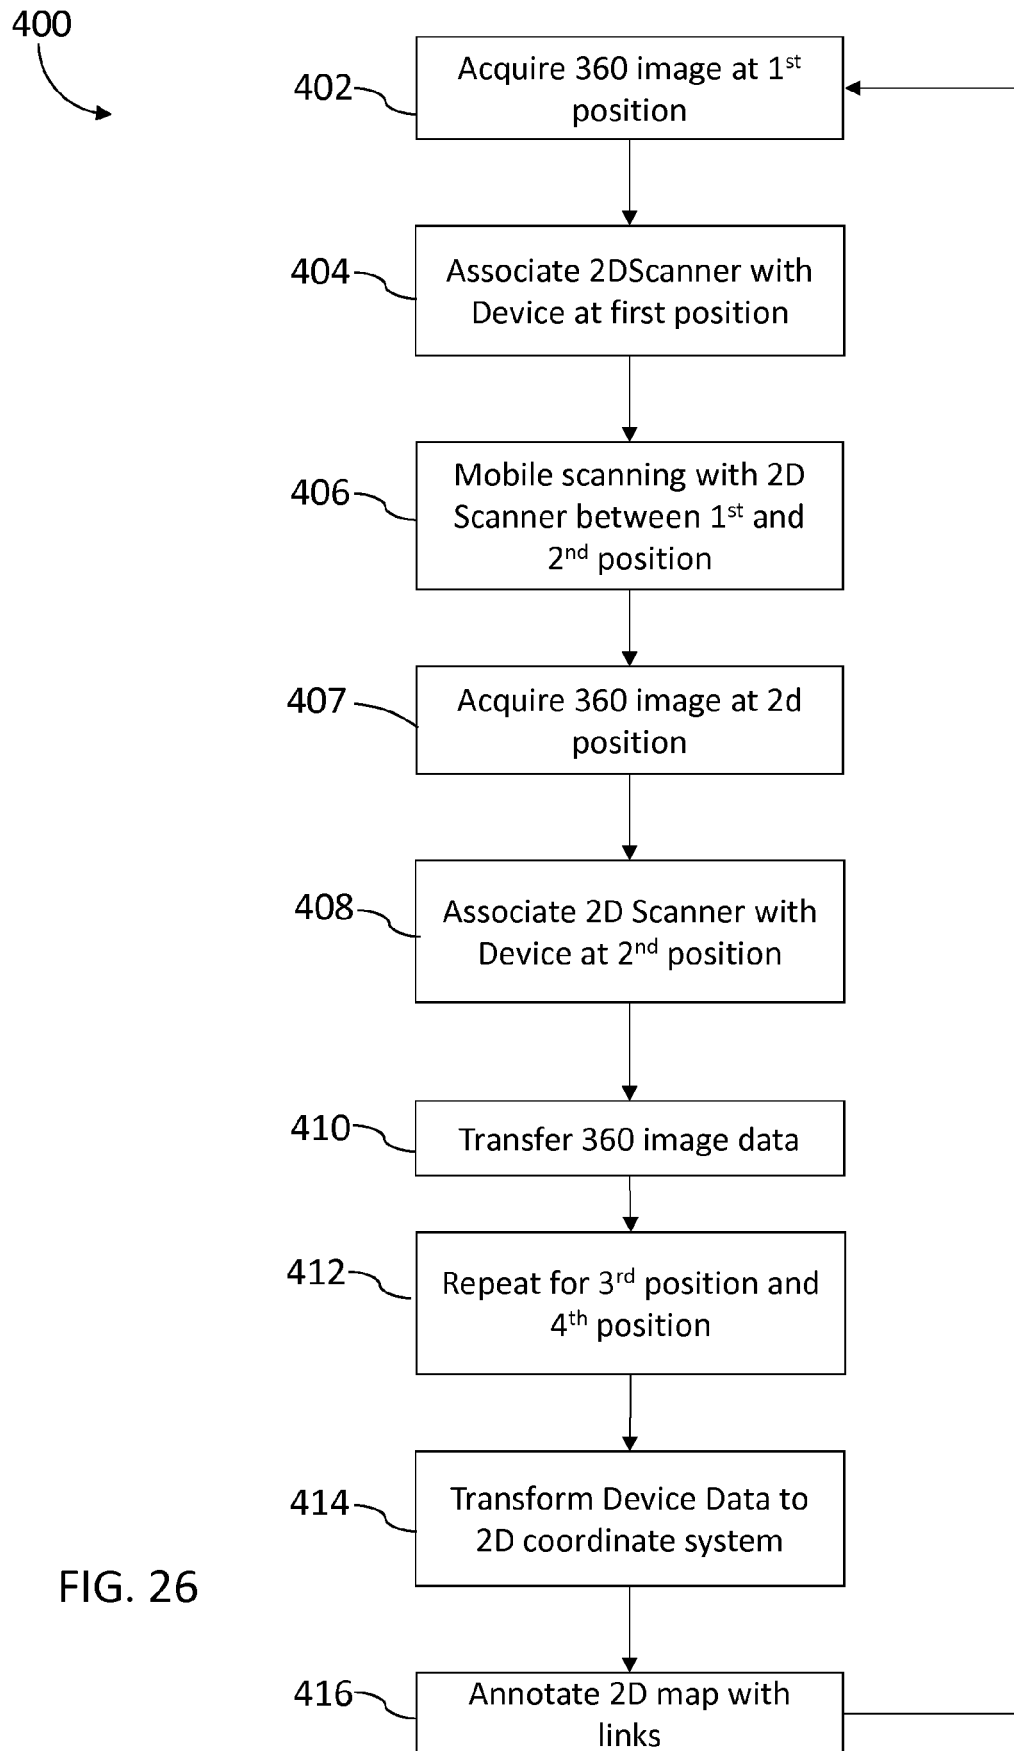 400
402
Acquire 360 image at 1st
position
404
Associate 2DScanner with
Device at first position
406
Mobile scanning with 2D
Scanner between 1st and
2nd position
407
Acquire 360 image at 2d
position
408
Associate 2D Scanner with
Device at 2nd position
410
Transfer 360 image data
412
Repeat for 3rd position and
4th position
414
Transform Device Data to
2D coordinate system
FIG. 26
416
Annotate 2D map with
links